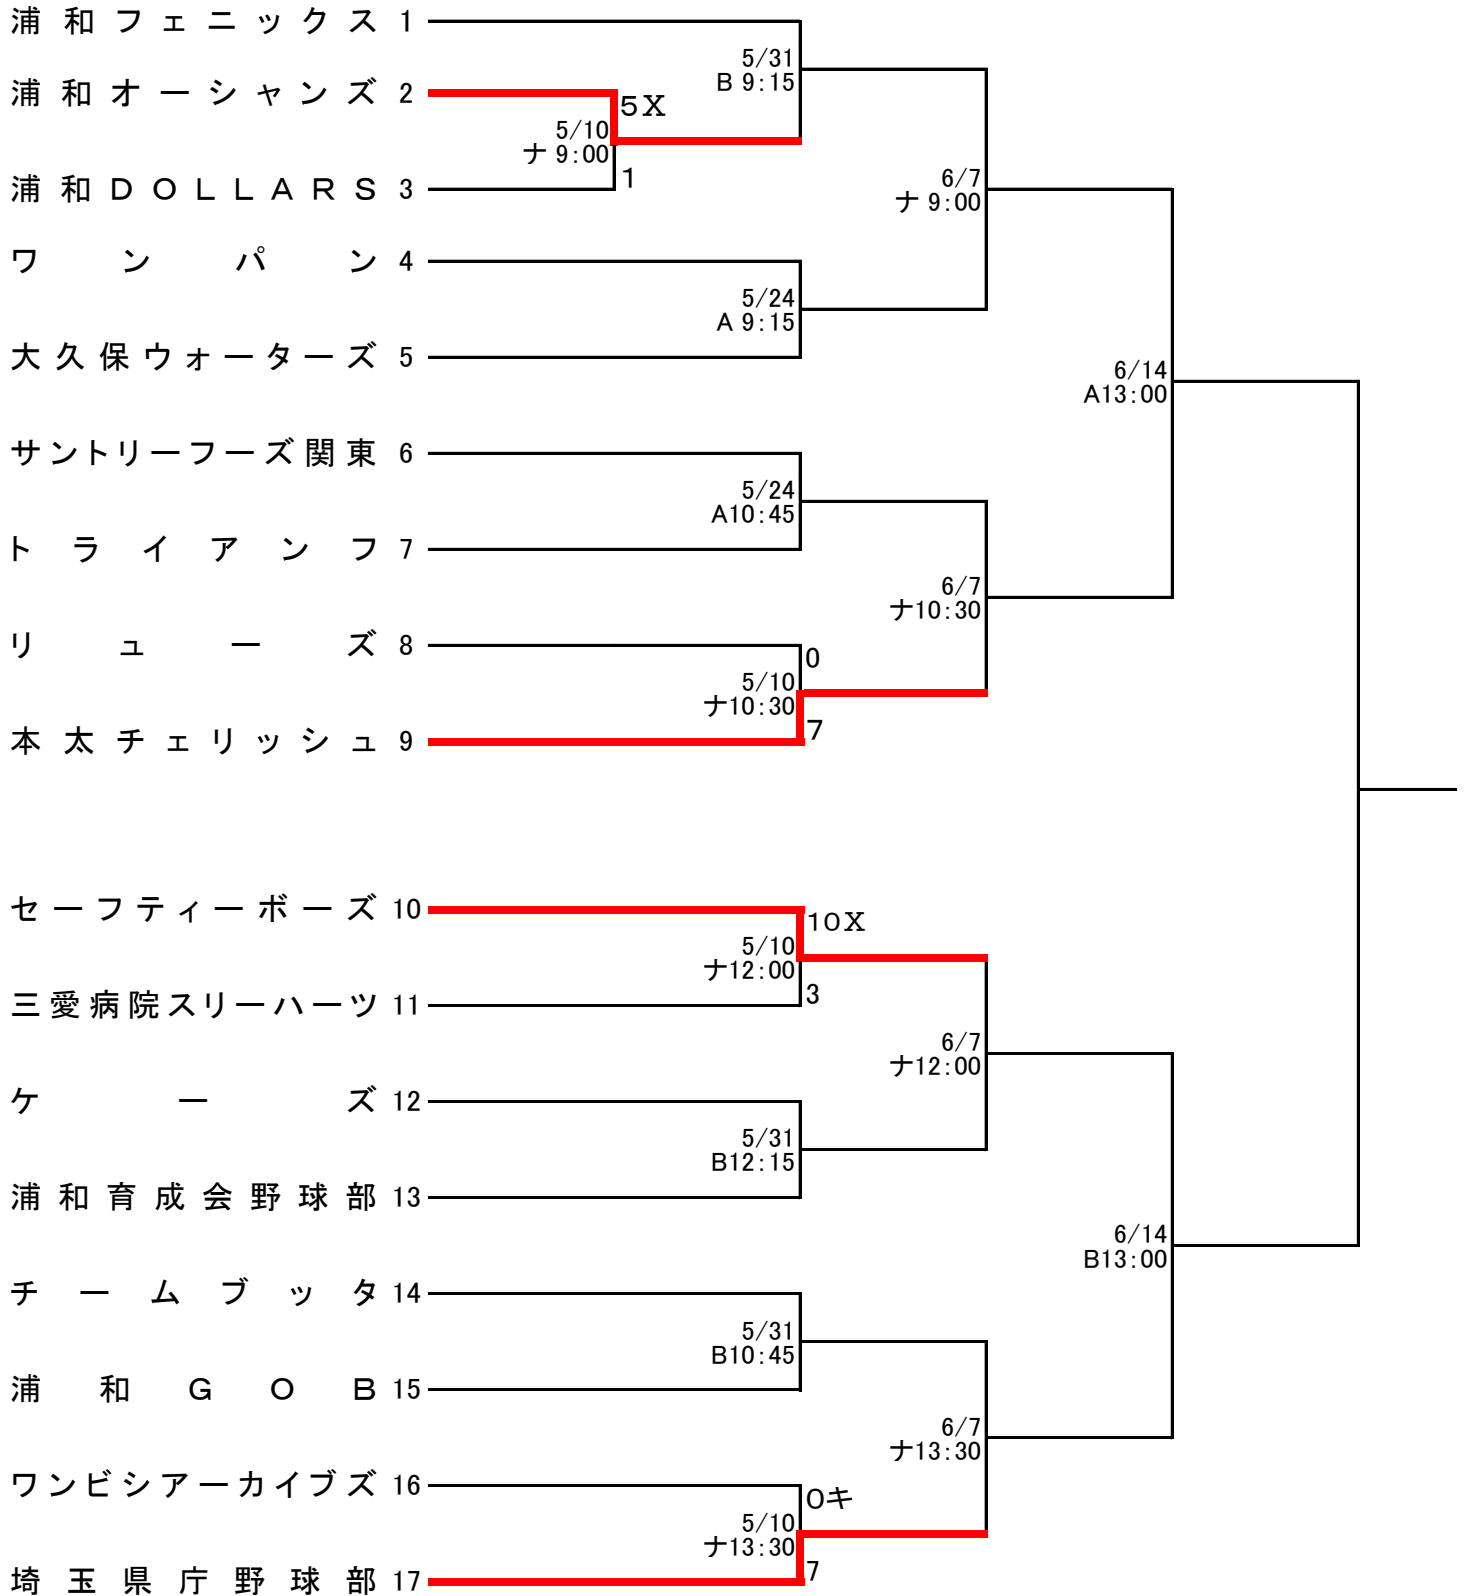 浦和フェニックス 1
5/31
B 9:15
浦和オーシャンズ 2
5X
5/10
ナ 9:00
1
浦和DOLLARS 3
6/7
ナ 9:00
ワンパン 4
5/24
A 9:15
大久保ウォーターズ 5
6/14
A13:00
サントリーフーズ関東 6
5/24
A10:45
トライアンフ 7
6/7
ナ10:30
リューズ 8
0
5/10
ナ10:30
7
本太チェリッシュ 9
セーフティーボーズ 10
10X
5/10
ナ12:00
3
三愛病院スリーハーツ 11
6/7
ナ12:00
ケーズ 12
5/31
B12:15
浦和育成会野球部 13
6/14
B13:00
チームブッタ 14
5/31
B10:45
浦和GOB 15
6/7
ナ13:30
ワンビシアーカイブズ 16
0キ
5/10
ナ13:30
7
埼玉県庁野球部 17